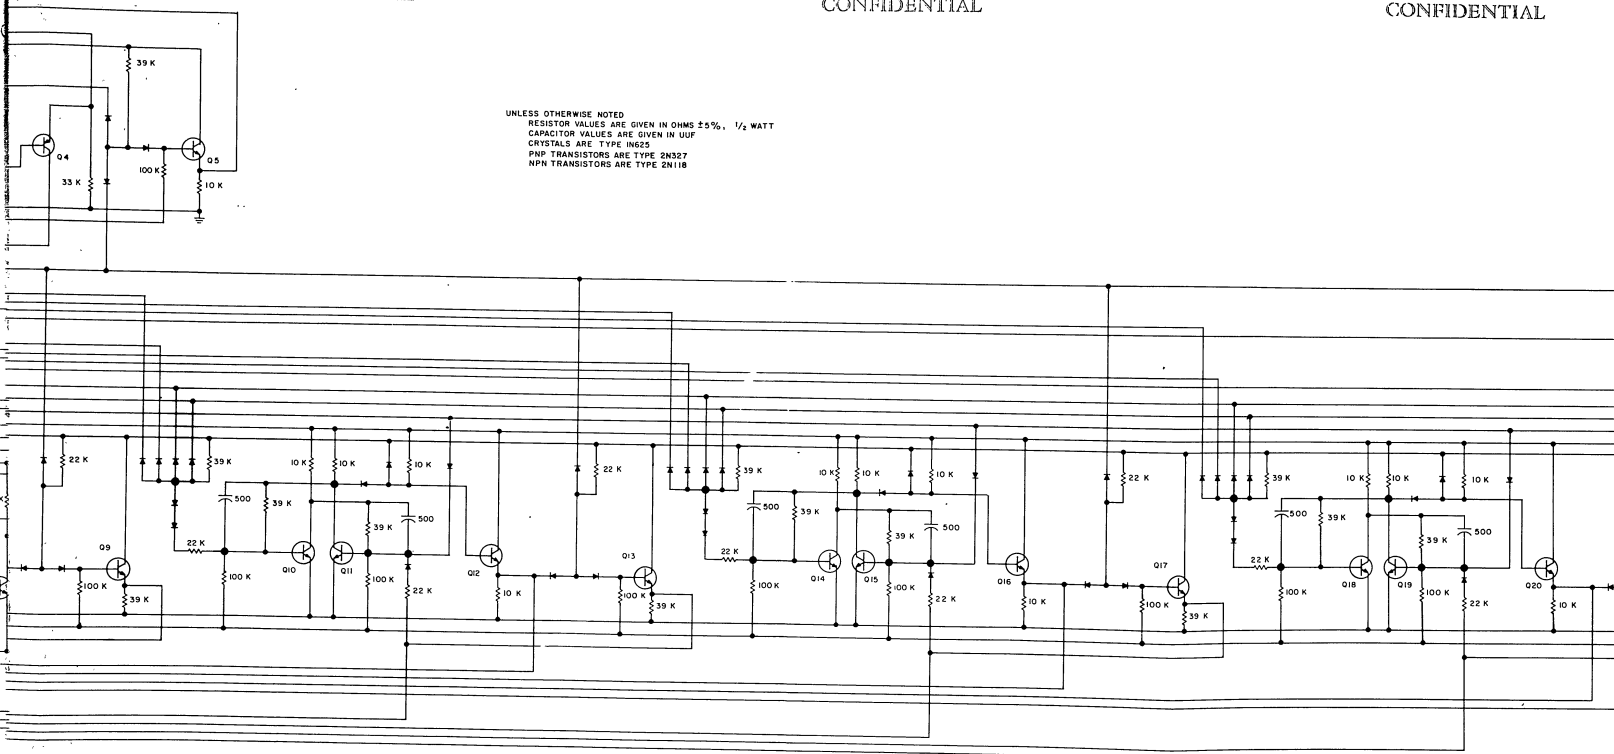 CONFIDENTIAL
CONFIDENTIAL
39 K
UNLESS OTHERWISE NOTED
RESISTOR VALUES ARE GIVEN IN OHMS ±5%, 1/2 WATT
CAPACITOR VALUES ARE GIVEN IN UUF
CRYSTALS ARE TYPE IN625
PNP TRANSISTORS ARE TYPE 2N327
NPN TRANSISTORS ARE TYPE 2N118
Q4
Q5
100 K
33 K
10 K
22 K
39 K
10 K
10 K
10 K
22 K
39 K
10 K
10 K
10 K
22 K
39 K
10 K
10 K
10 K
K
500
39 K
500
39 K
500
39 K
500
39 K
500
39 K
500
39 K
Q9
22 K
Q10
Q11
Q12
Q13
22 K
Q14
Q15
Q16
Q17
22 K
Q18
Q19
Q20
100 K
39 K
100 K
100 K
22 K
10 K
100 K
39 K
100 K
100 K
22 K
10 K
100 K
39 K
100 K
100 K
22 K
10 K